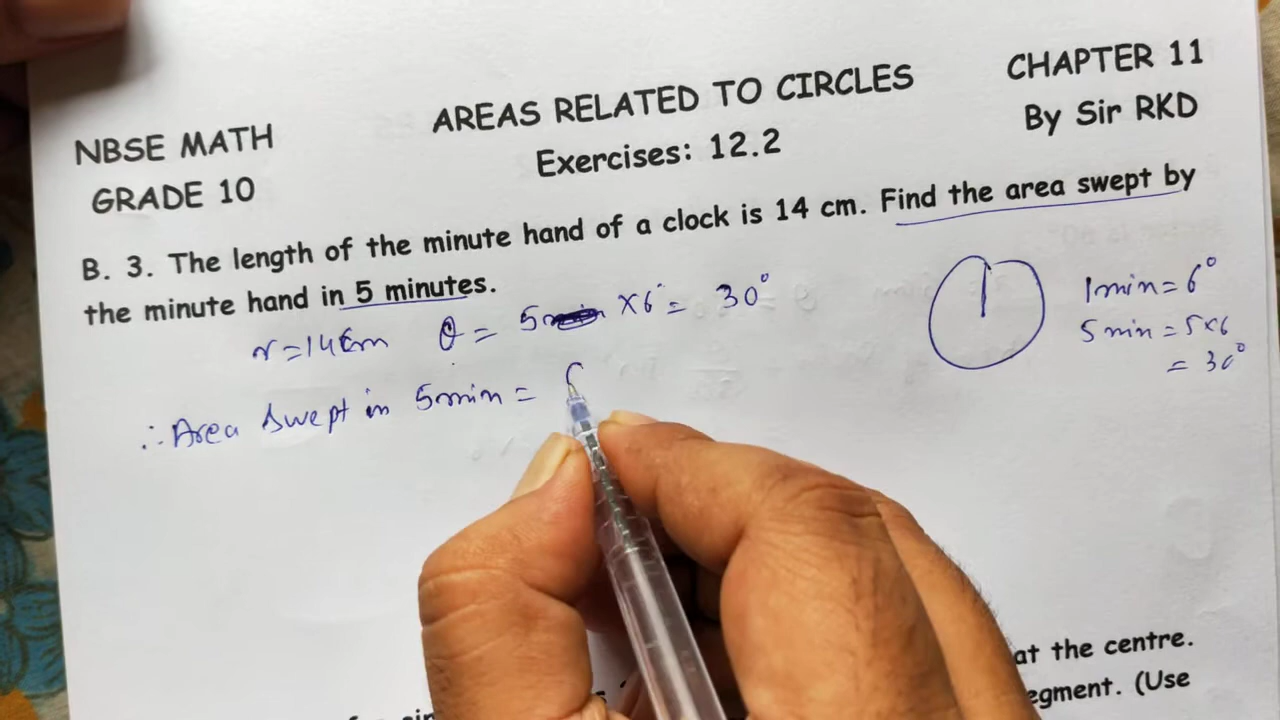 NBSE MATH
GRADE 10
AREAS RELATED TO CIRCLES
Exercises: 12.2
CHAPTER 11
By Sir RKD
B. 3. The length of the minute hand of a clock is 14 cm. Find the area swept by
the minute hand in 5 minutes.
r=14cm θ = 5 ×6° = 30°
∴ Area swept in 5min =
1min = 6°
5 min = 5×6
= 30°
at the centre.
egment. (Use